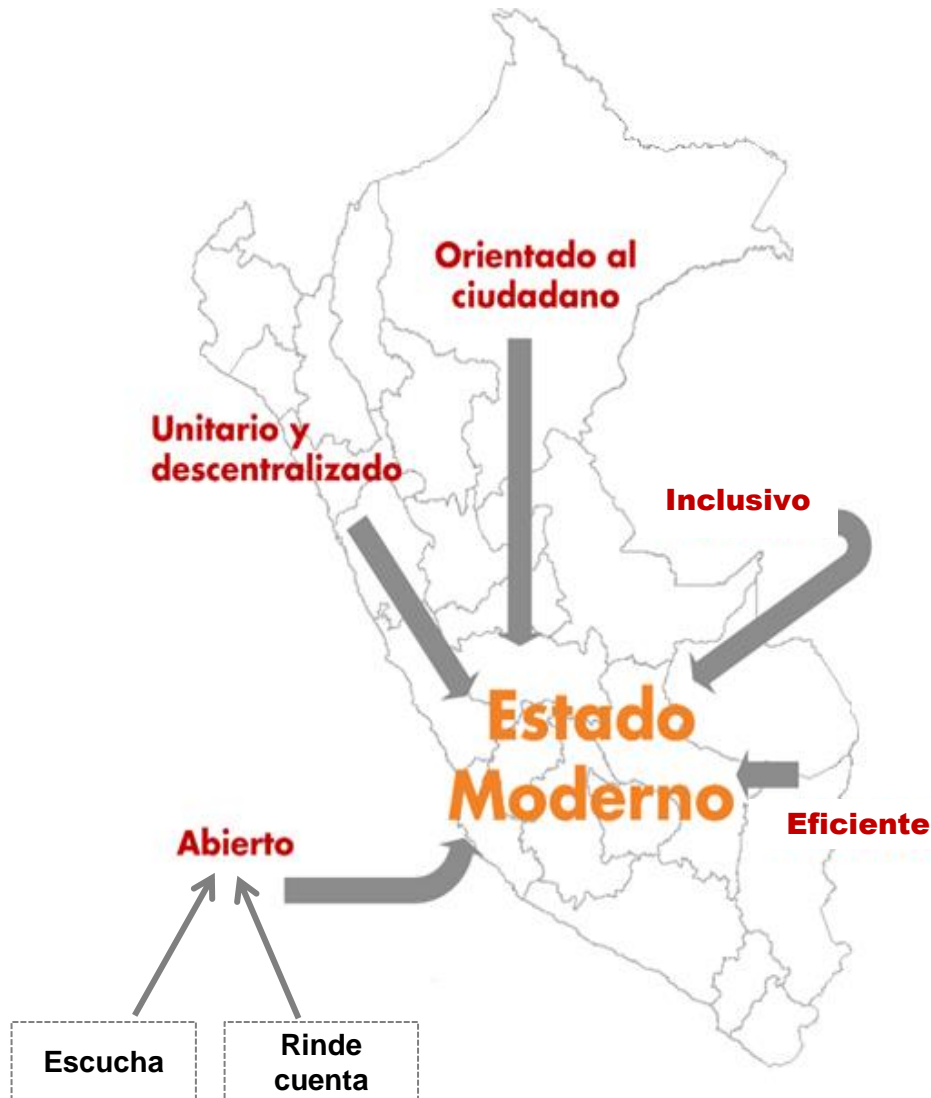 Orientado al
ciudadano
Unitario y
descentralizado
Inclusivo
Estado
Moderno
Eficiente
Abierto
Escucha
Rinde
cuenta